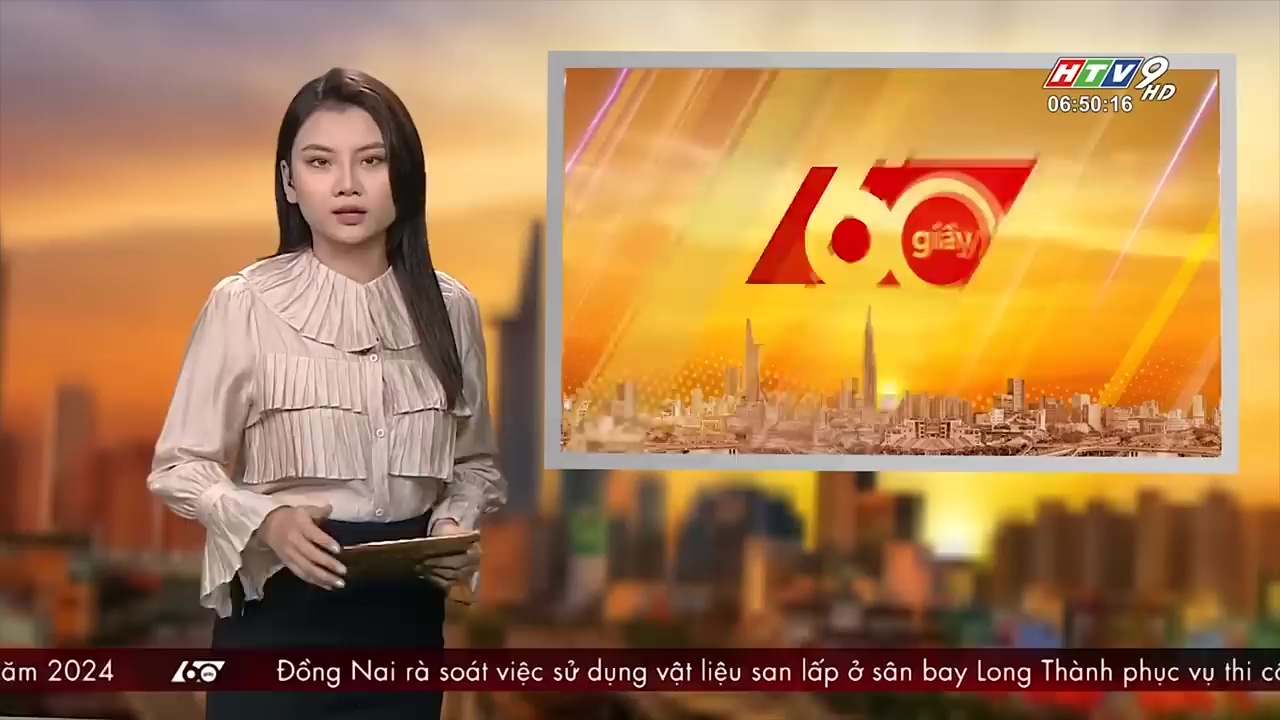 HTV9
HD
06:50:16
60
giây
ăm 2024 60 giây Đồng Nai rà soát việc sử dụng vật liệu san lấp ở sân bay Long Thành phục vụ thi